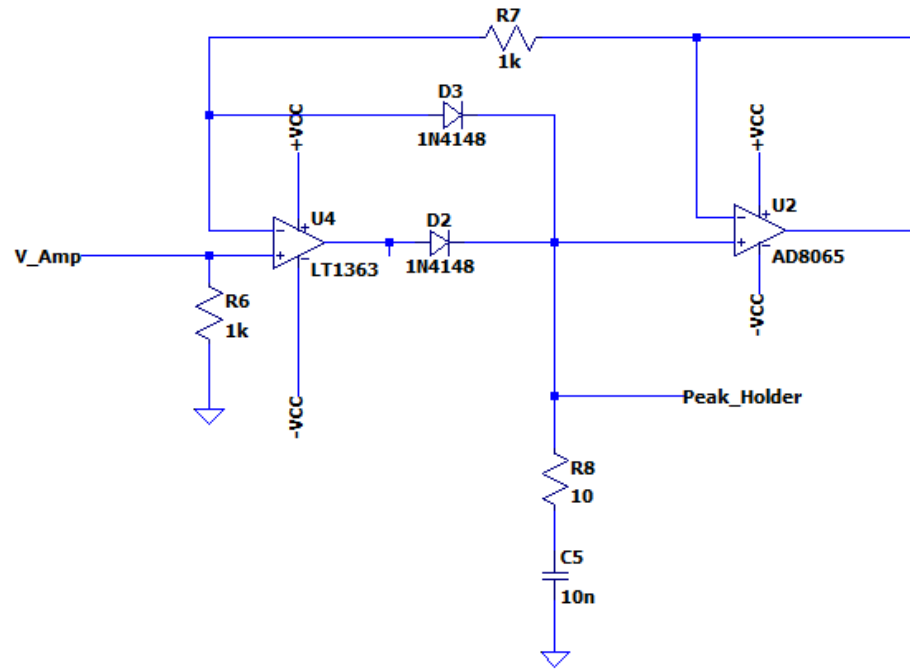 R7
1k
D3
1N4148
+VCC
+VCC
U4
D2
U2
V_Amp
LT1363
1N4148
AD8065
R6
1k
-VCC
-VCC
Peak_Holder
R8
10
C5
10n